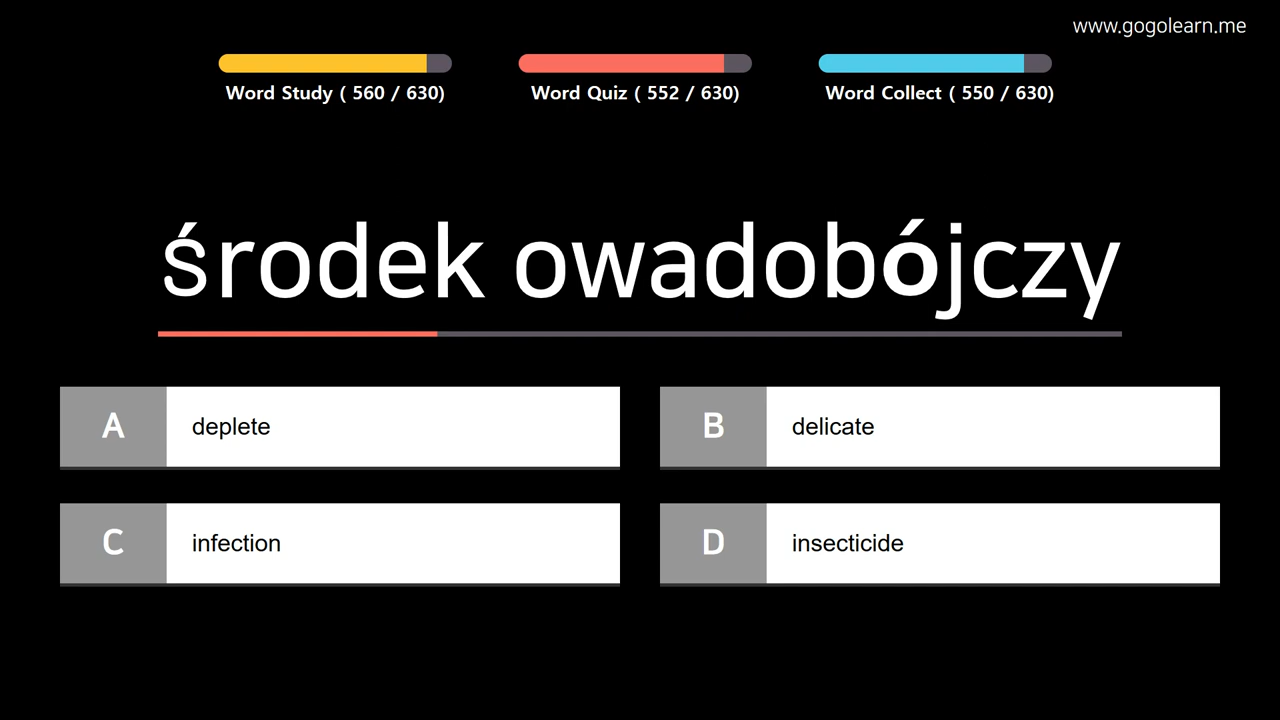 www.gogolearn.me
Word Study ( 560 / 630)
Word Quiz ( 552 / 630)
Word Collect ( 550 / 630)
środek owadobójczy
A deplete
B delicate
C infection
D insecticide